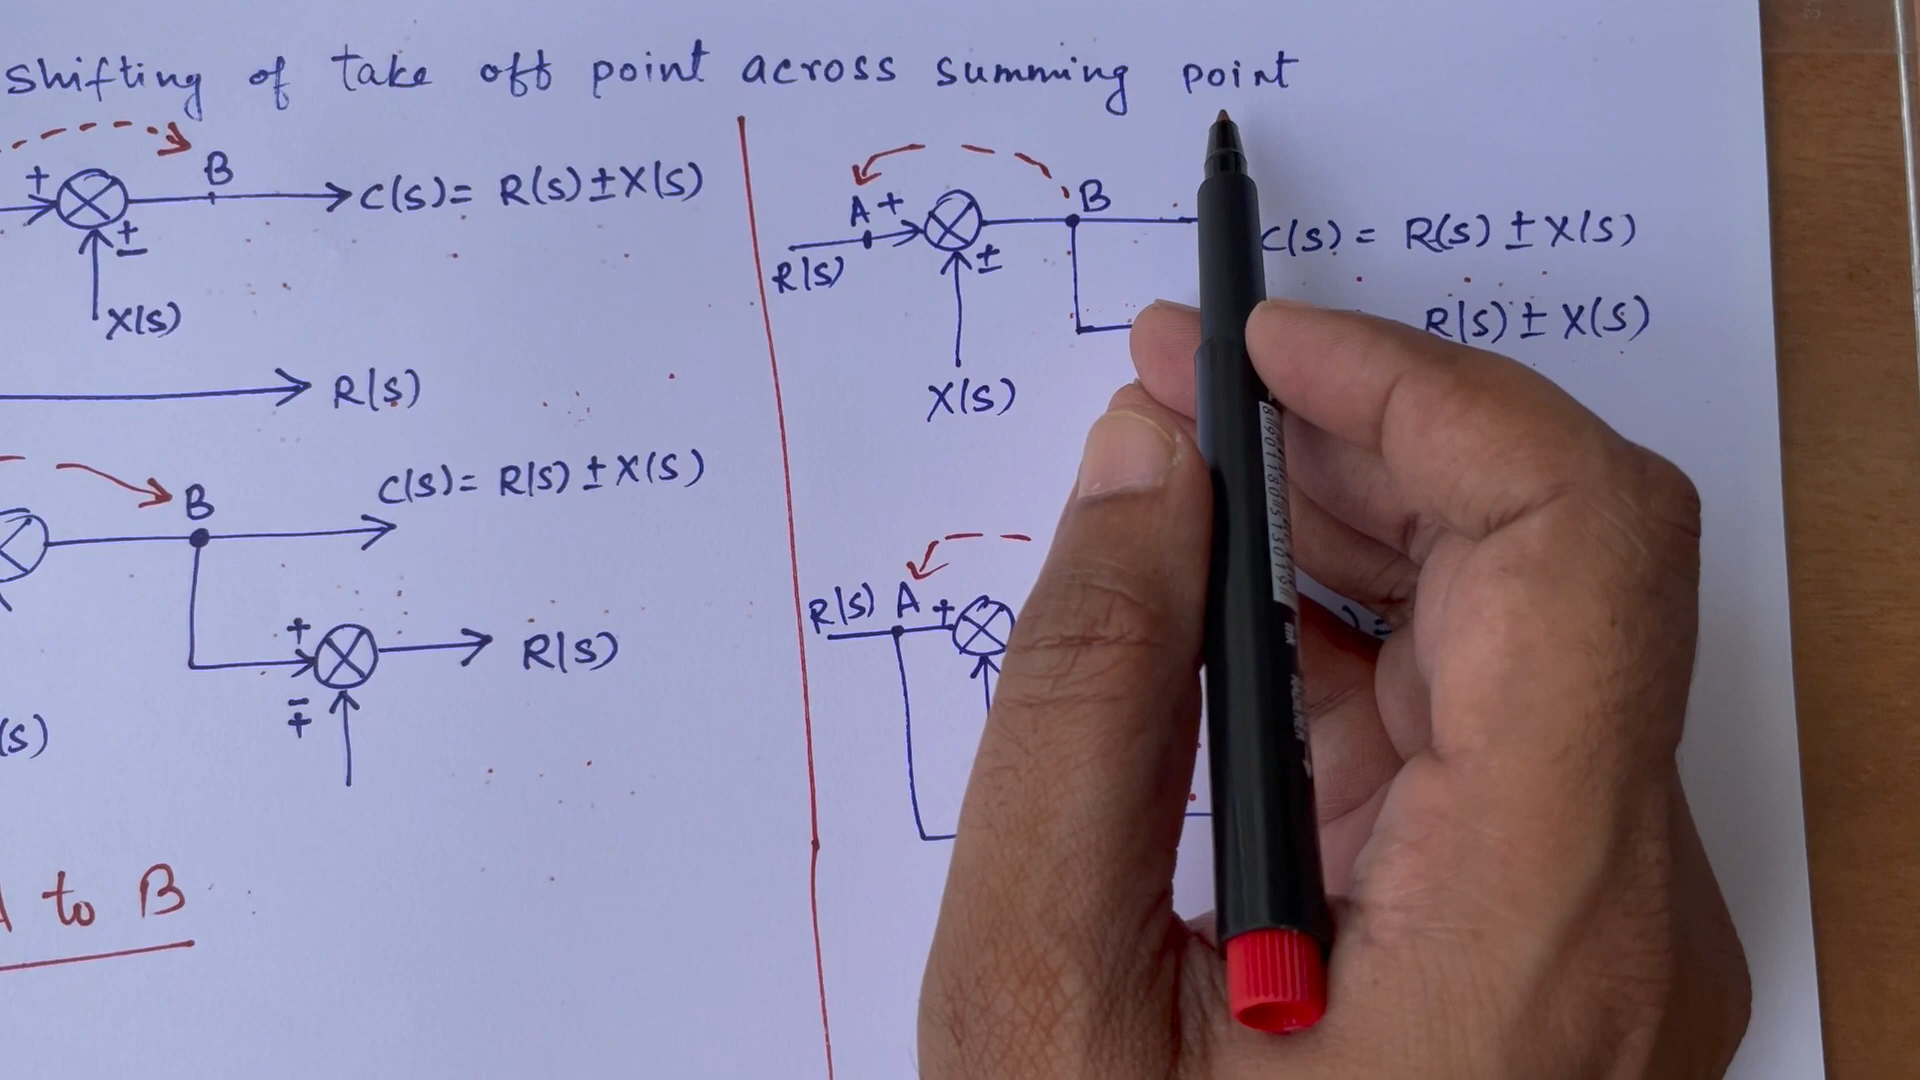 Shifting of take off point across summing point
+ B C(S)= R(S)±X(S)
±
X(S)
R(S)
B C(S)= R(S)±X(S)
+
R(S)
∓
(S)
A to B
A + B
C(S) = R(S) ± X(S)
R(S) ±
R(S) ± X(S)
X(S)
R(S) A +